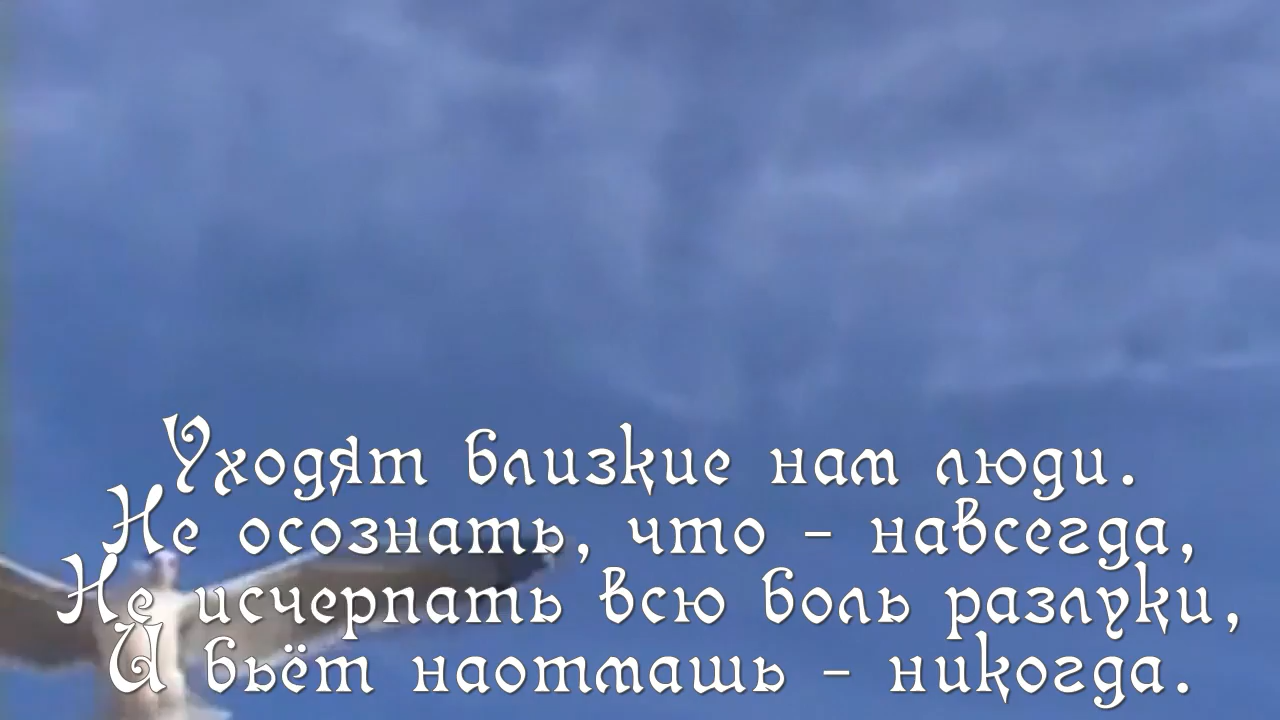 Уходят близкие нам люди.
Не осознать, что - навсегда,
Не исчерпать всю боль разлуки,
И бьёт наотмашь - никогда.